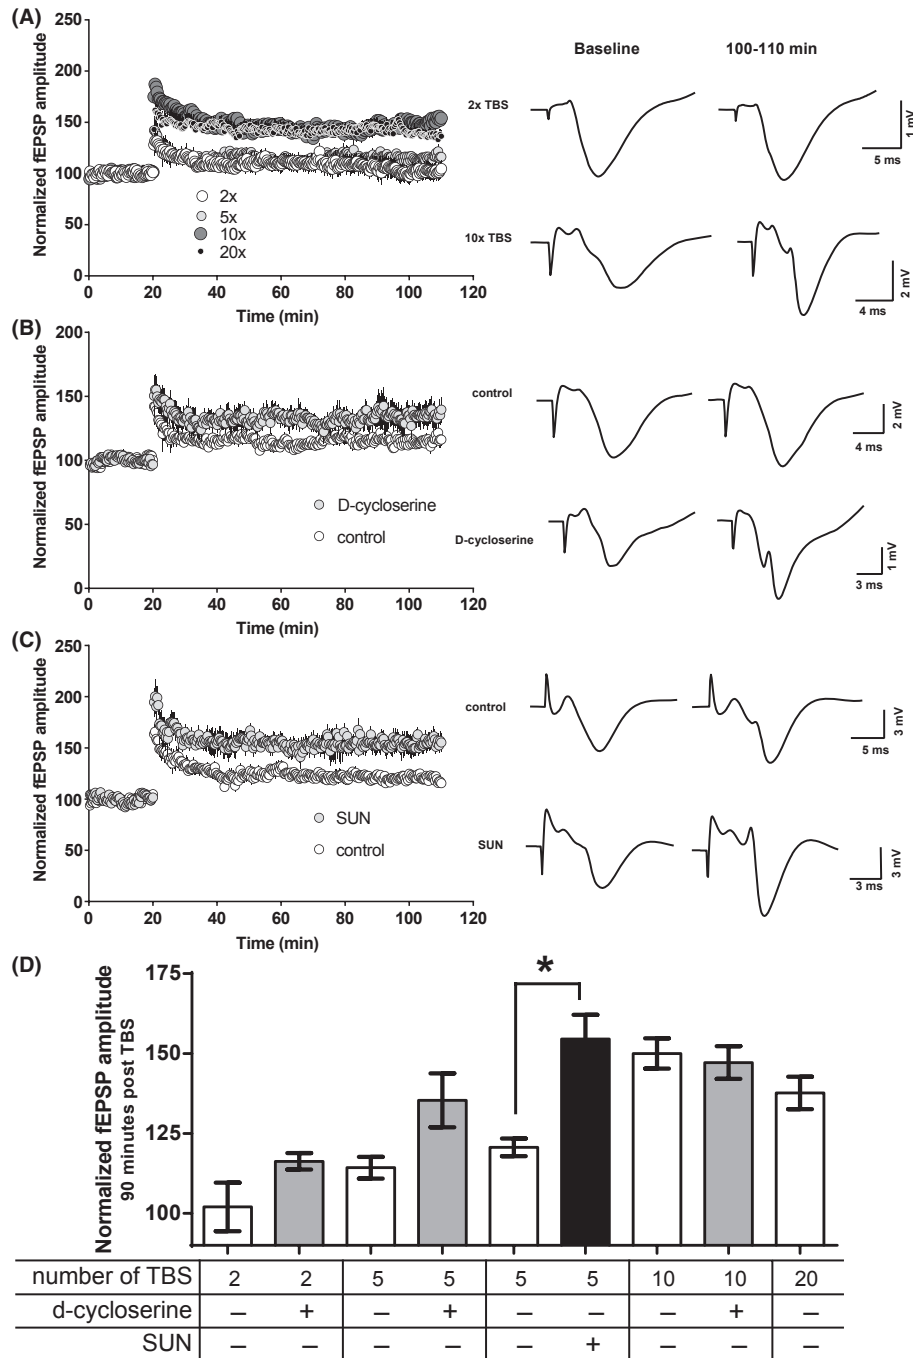 (A)
Normalized fEPSP amplitude
250
200
150
100
50
0
0 20 40 60 80 100 120
Time (min)
2x
5x
10x
20x
Baseline 100-110 min
2x TBS
1 mV
5 ms
10x TBS
2 mV
4 ms
(B)
Normalized fEPSP amplitude
200
150
100
50
0
0 20 40 60 80 100 120
Time (min)
D-cycloserine
control
control
2 mV
4 ms
D-cycloserine
1 mV
3 ms
(C)
Normalized fEPSP amplitude
250
200
150
100
50
0
0 20 40 60 80 100 120
Time (min)
SUN
control
control
3 mV
5 ms
SUN
3 mV
3 ms
(D)
Normalized fEPSP amplitude
90 minutes post TBS
175
150
125
100
*
number of TBS 2 2 5 5 5 5 10 10 20
d-cycloserine – + – + – – – + –
SUN – – – – – + – – –